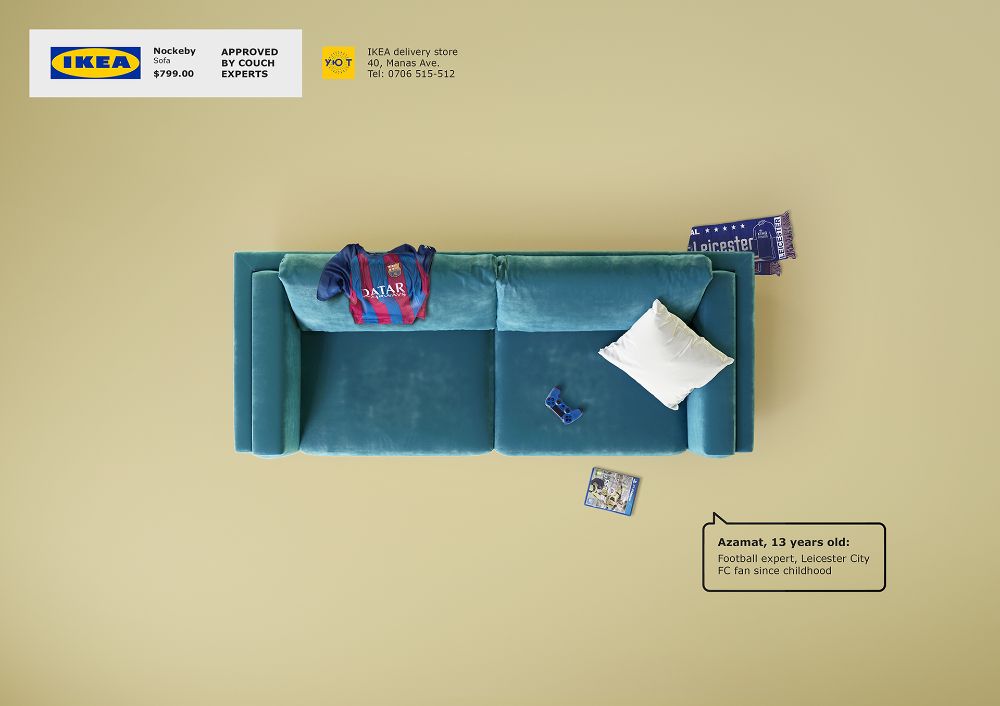 IKEA
Nockeby
Sofa
$799.00
APPROVED
BY COUCH
EXPERTS
IKEA delivery store
40, Manas Ave.
Tel: 0706 515-512
AL
Leicester
QATAR
Azamat, 13 years old:
Football expert, Leicester City
FC fan since childhood